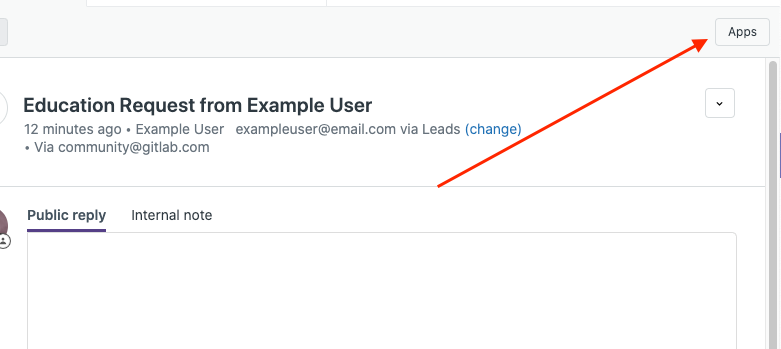 Apps
Education Request from Example User
12 minutes ago • Example User exampleuser@email.com via Leads (change)
• Via community@gitlab.com
Public reply Internal note